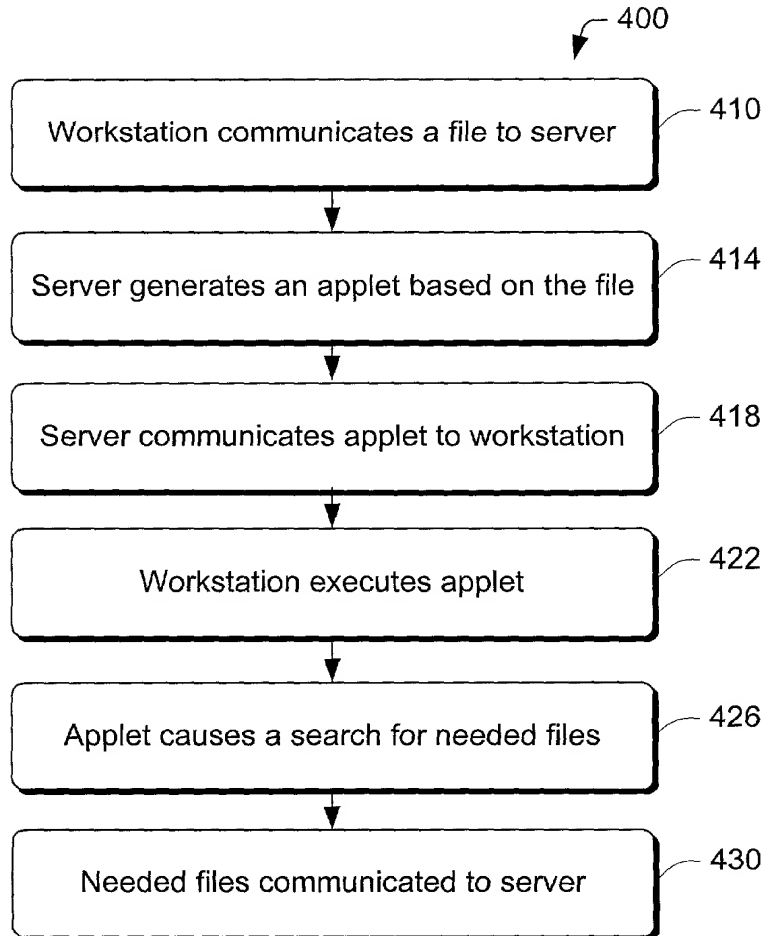 400
Workstation communicates a file to server
410
Server generates an applet based on the file
414
Server communicates applet to workstation
418
Workstation executes applet
422
Applet causes a search for needed files
426
Needed files communicated to server
430